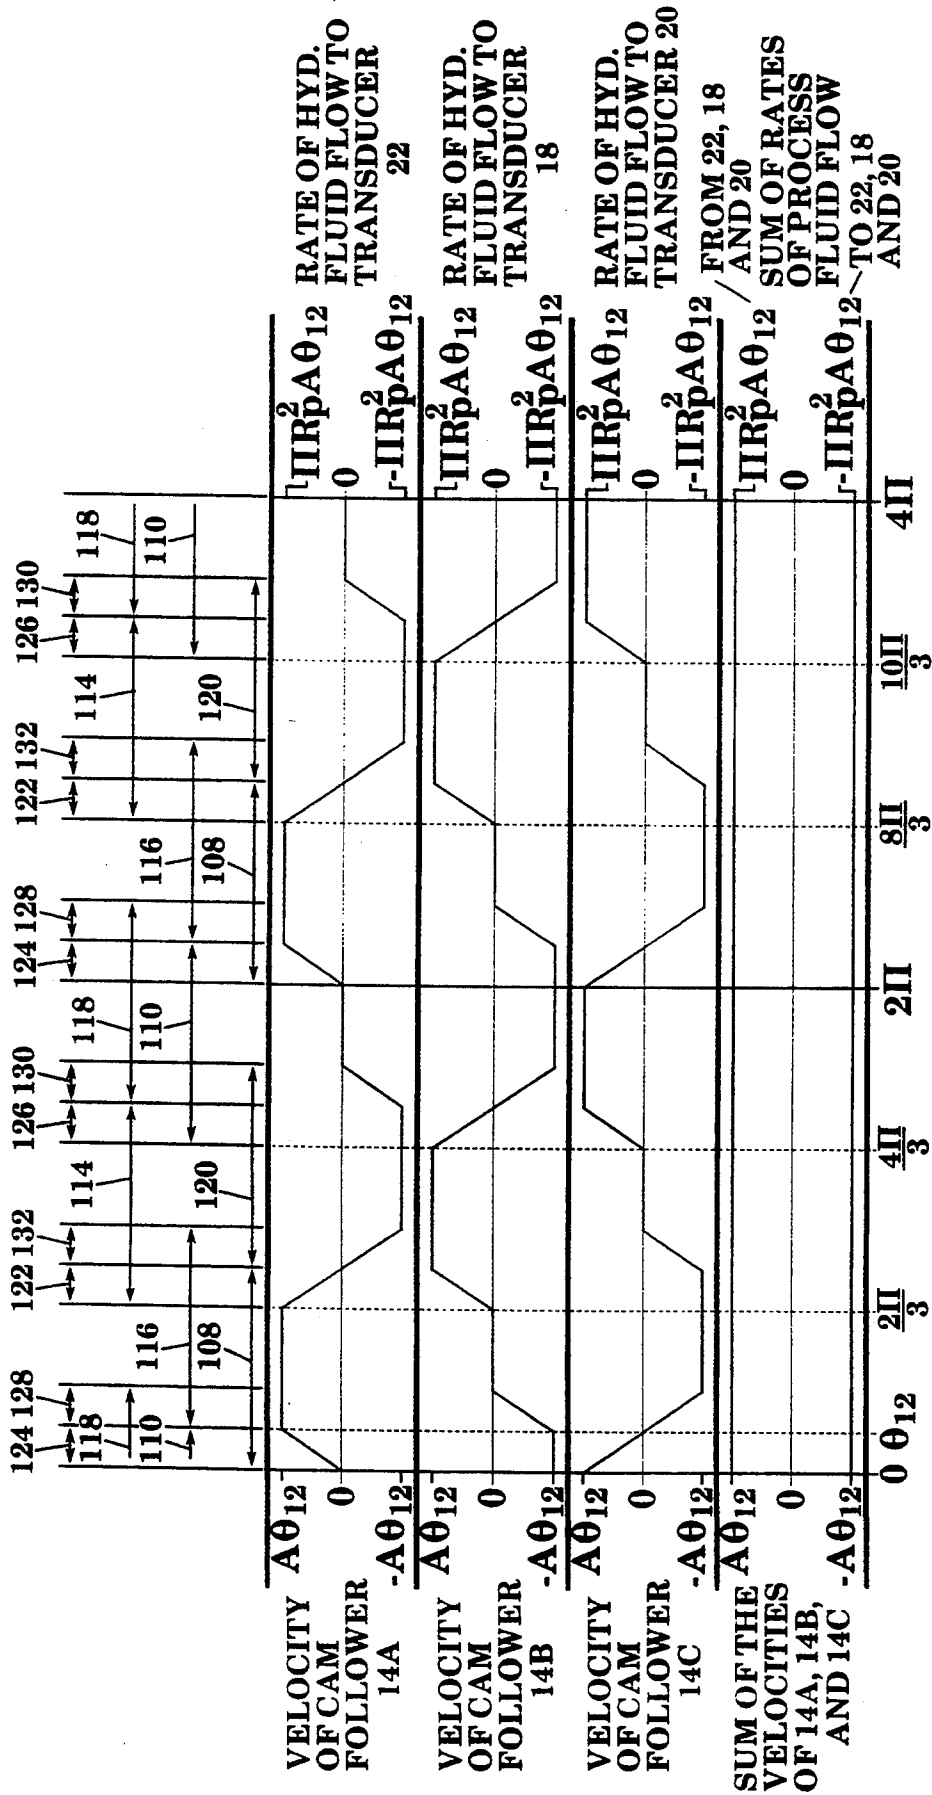 124 128 122 132 126 130 124 128 122 132 126 130
118 114 118 114 118
110 116 110 116 110
108 120 108 120
VELOCITY
OF CAM
FOLLOWER
14A
Aθ12
0
-Aθ12
ΠR²pAθ12
0
-ΠR²pAθ12
RATE OF HYD.
FLUID FLOW TO
TRANSDUCER
22
VELOCITY
OF CAM
FOLLOWER
14B
Aθ12
0
-Aθ12
ΠR²pAθ12
0
-ΠR²pAθ12
RATE OF HYD.
FLUID FLOW TO
TRANSDUCER
18
VELOCITY
OF CAM
FOLLOWER
14C
Aθ12
0
-Aθ12
ΠR²pAθ12
0
-ΠR²pAθ12
RATE OF HYD.
FLUID FLOW TO
TRANSDUCER 20
SUM OF THE
VELOCITIES
OF 14A, 14B,
AND 14C
Aθ12
0
-Aθ12
ΠR²pAθ12
0
-ΠR²pAθ12
FROM 22, 18
AND 20
SUM OF RATES
OF PROCESS
FLUID FLOW
TO 22, 18
AND 20
0 θ12 2Π/3 4Π/3 2Π 8Π/3 10Π/3 4Π